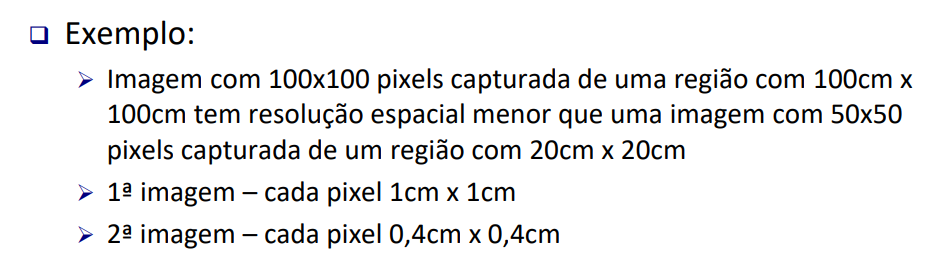 Exemplo:
Imagem com 100x100 pixels capturada de uma região com 100cm x
100cm tem resolução espacial menor que uma imagem com 50x50
pixels capturada de um região com 20cm x 20cm
1ª imagem – cada pixel 1cm x 1cm
2ª imagem – cada pixel 0,4cm x 0,4cm